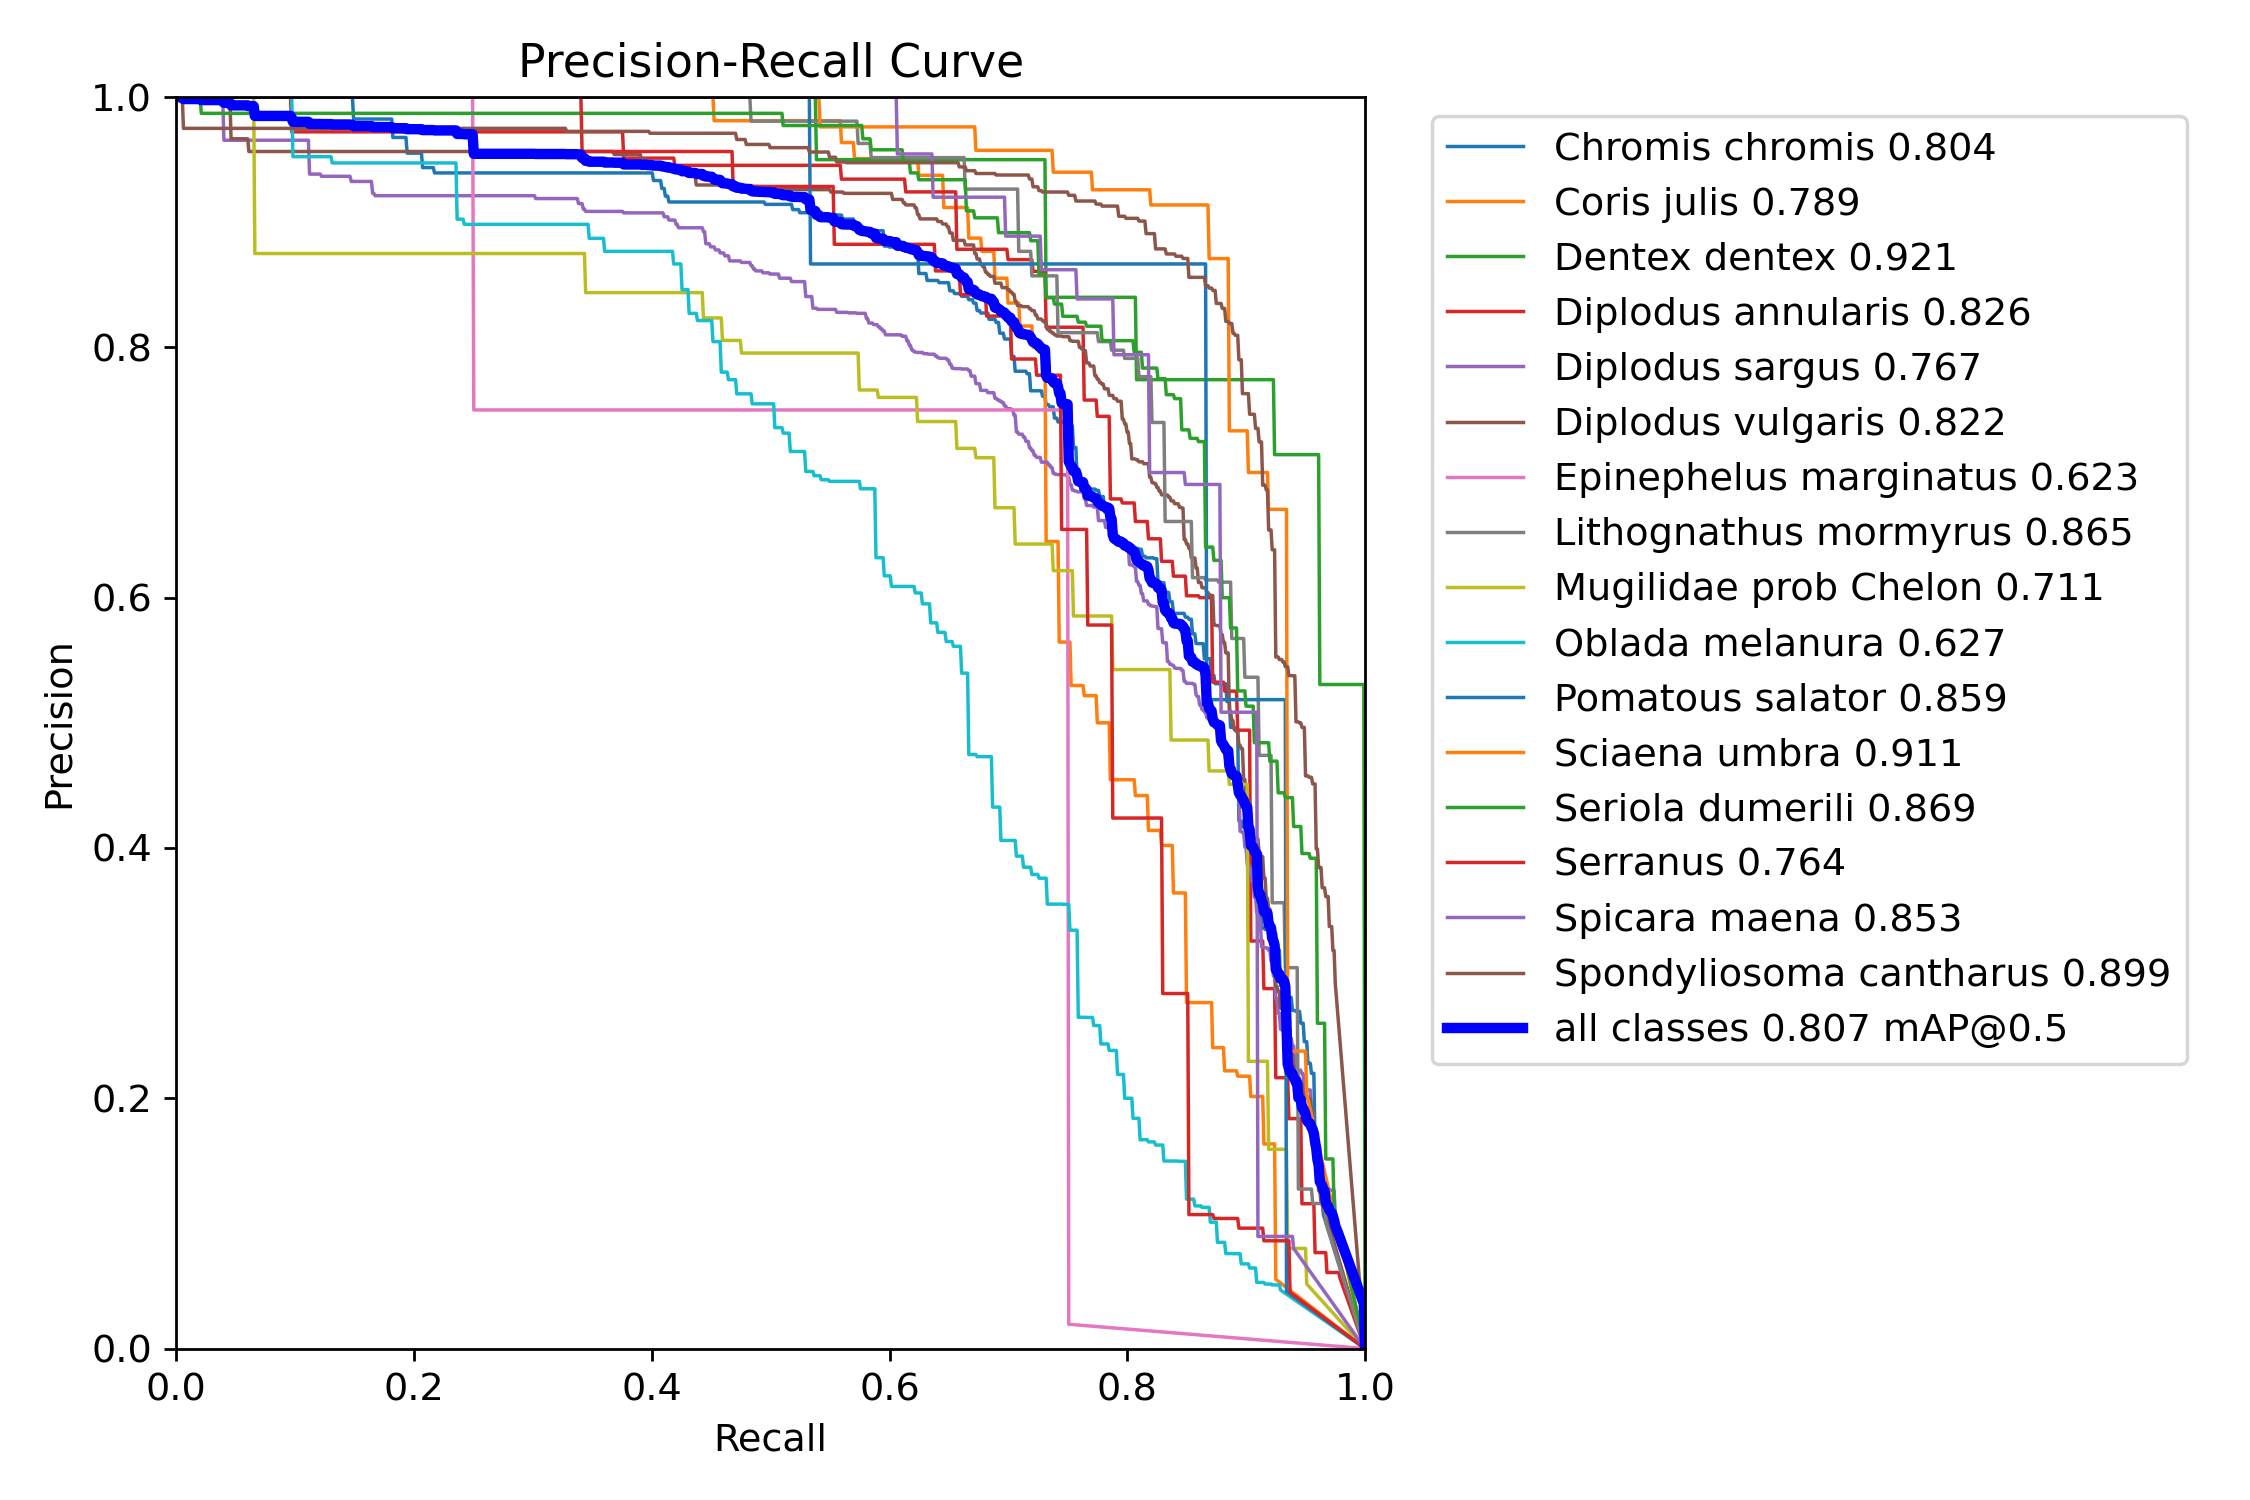 Precision-Recall Curve
1.0
0.8
0.6
0.4
0.2
0.0
Precision
0.0 0.2 0.4 0.6 0.8 1.0
Recall
Chromis chromis 0.804
Coris julis 0.789
Dentex dentex 0.921
Diplodus annularis 0.826
Diplodus sargus 0.767
Diplodus vulgaris 0.822
Epinephelus marginatus 0.623
Lithognathus mormyrus 0.865
Mugilidae prob Chelon 0.711
Oblada melanura 0.627
Pomatous salator 0.859
Sciaena umbra 0.911
Seriola dumerili 0.869
Serranus 0.764
Spicara maena 0.853
Spondyliosoma cantharus 0.899
all classes 0.807 mAP@0.5